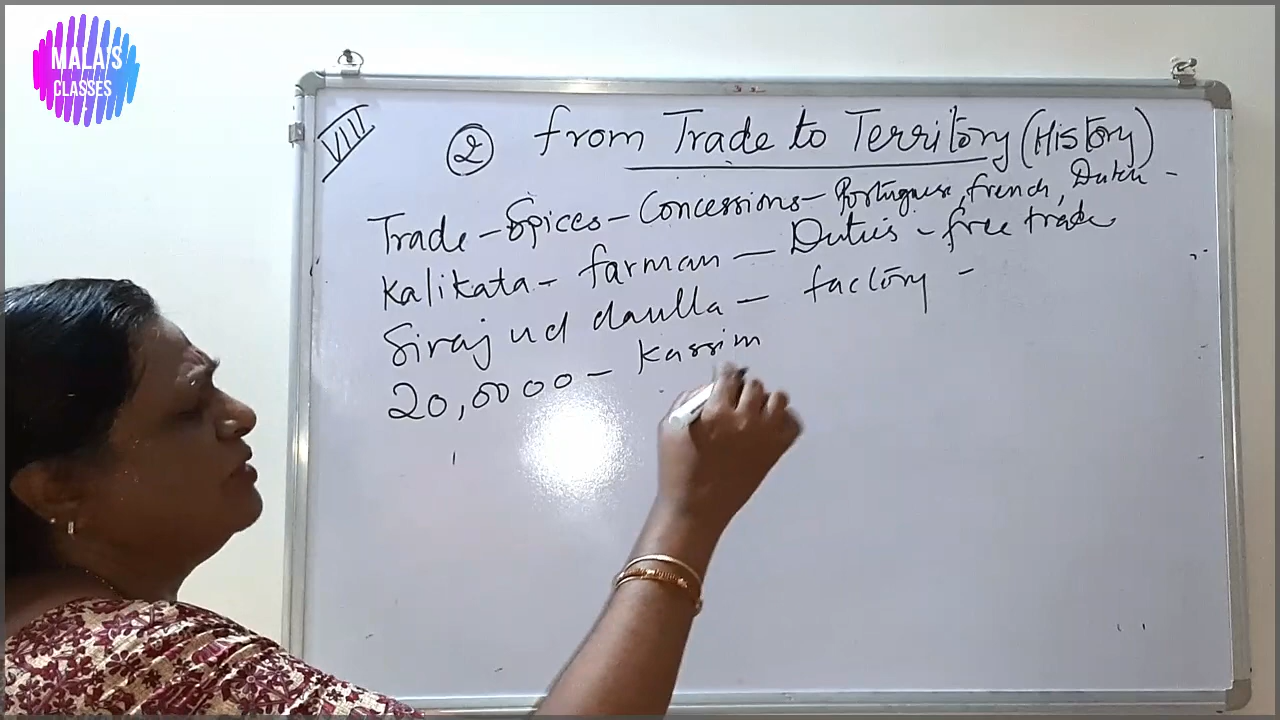 MALA'S
CLASSES
VIII
2 from Trade to Territory (History)
Trade - Spices - Concessions - Portuguese, french, Dutch -
Kalikata - farman - Duties - free trade
Siraj ud daulla - factory -
20,0000 - Kassim